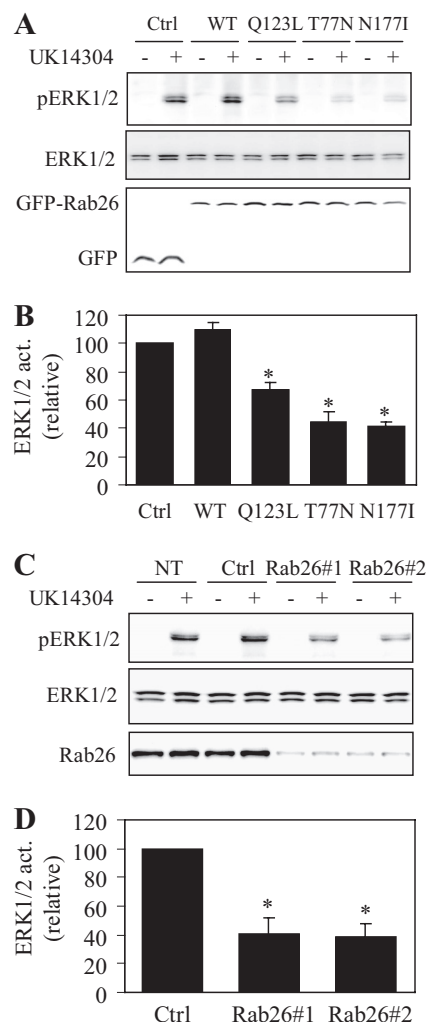 A
Ctrl WT Q123L T77N N177I
UK14304 - + - + - + - + - +
pERK1/2
ERK1/2
GFP-Rab26
GFP
B
ERK1/2 act.
(relative)
120
100
80
60
40
20
0
* * *
Ctrl WT Q123L T77N N177I
C
NT Ctrl Rab26#1 Rab26#2
UK14304 - + - + - + - +
pERK1/2
ERK1/2
Rab26
D
ERK1/2 act.
(relative)
120
100
80
60
40
20
0
* *
Ctrl Rab26#1 Rab26#2